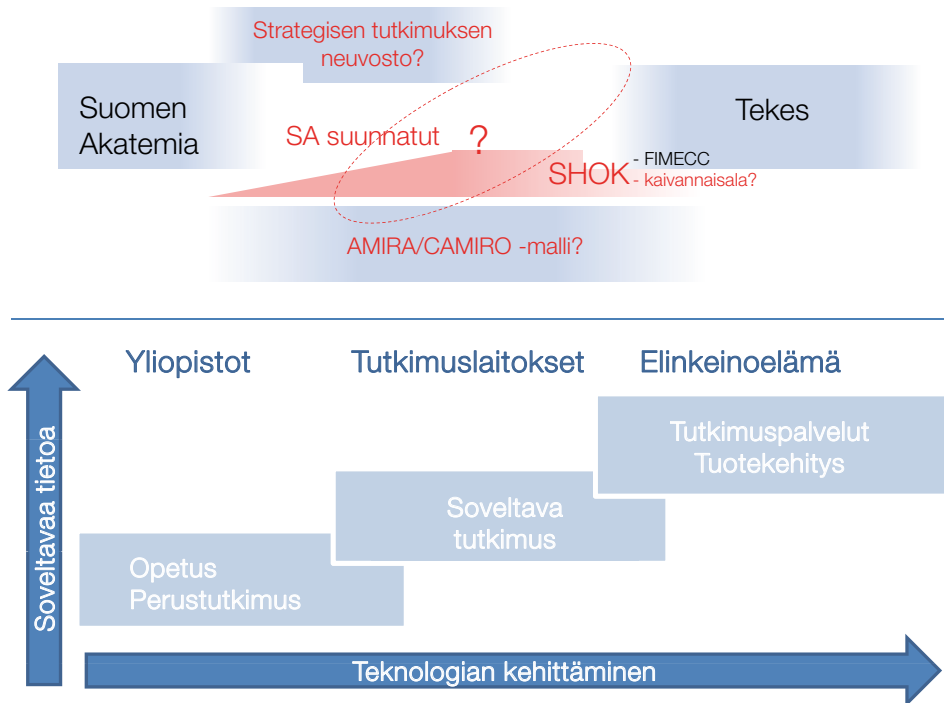 Strategisen tutkimuksen
neuvosto?
Suomen
Akatemia
SA suunnatut
?
Tekes
SHOK
- FIMECC
- kaivannaisala?
AMIRA/CAMIRO -malli?
Yliopistot
Tutkimuslaitokset
Elinkeinoelämä
Soveltavaa tietoa
Tutkimuspalvelut
Tuotekehitys
Soveltava
tutkimus
Opetus
Perustutkimus
Teknologian kehittäminen